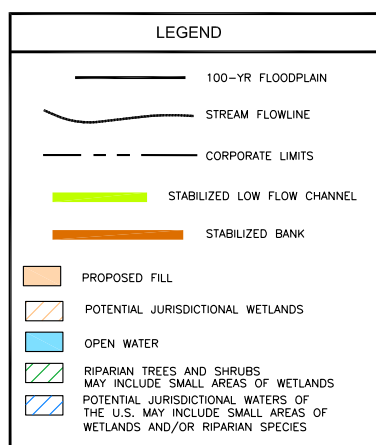 LEGEND
100-YR FLOODPLAIN
STREAM FLOWLINE
CORPORATE LIMITS
STABILIZED LOW FLOW CHANNEL
STABILIZED BANK
PROPOSED FILL
POTENTIAL JURISDICTIONAL WETLANDS
OPEN WATER
RIPARIAN TREES AND SHRUBS
MAY INCLUDE SMALL AREAS OF WETLANDS
POTENTIAL JURISDICTIONAL WATERS OF
THE U.S. MAY INCLUDE SMALL AREAS OF
WETLANDS AND/OR RIPARIAN SPECIES